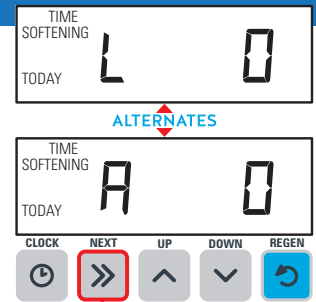 TIME
SOFTENING
L 0
TODAY
ALTERNATES
TIME
SOFTENING
A 0
TODAY
CLOCK NEXT UP DOWN REGEN